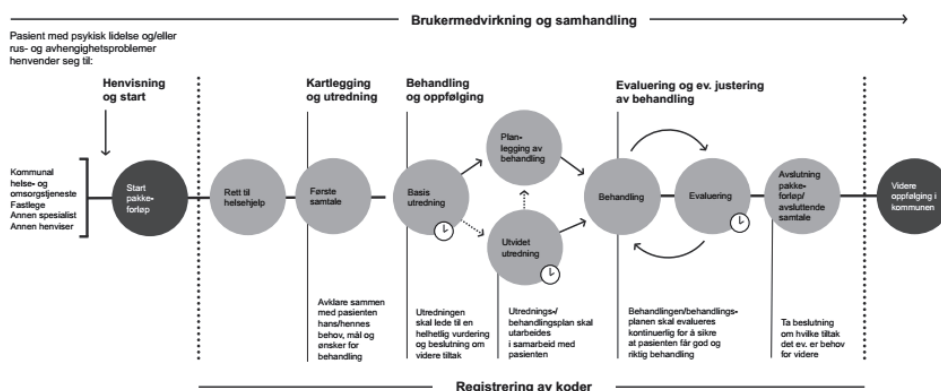 Brukermedvirkning og samhandling
Pasient med psykisk lidelse og/eller
rus- og avhengighetsproblemer
henvender seg til:
Henvisning
og start
Kartlegging
og utredning
Behandling
og oppfølging
Evaluering og ev. justering
av behandling
Kommunal
helse- og
omsorgstjeneste
Fastlege
Annen spesialist
Annen henviser
Start
pakke-
forløp
Rett til
helsehjelp
Første
samtale
Basis
utredning
Plan-
legging av
behandling
Utvidet
utredning
Behandling
Evaluering
Avslutning
pakke-
forløp/
avsluttende
samtale
Videre
oppfølging i
kommunen
Avklare sammen
med pasienten
hans/hennes
behov, mål og
ønsker for
behandling
Utredningen
skal lede til en
helhetlig vurdering
og beslutning om
videre tiltak
Utrednings-/
behandlingsplan skal
utarbeides
i samarbeid med
pasienten
Behandlingen/behandlings-
planen skal evalueres
kontinuerlig for å sikre
at pasienten får god og
riktig behandling
Ta beslutning
om hvilke tiltak
det ev. er behov
for videre
Registrering av koder